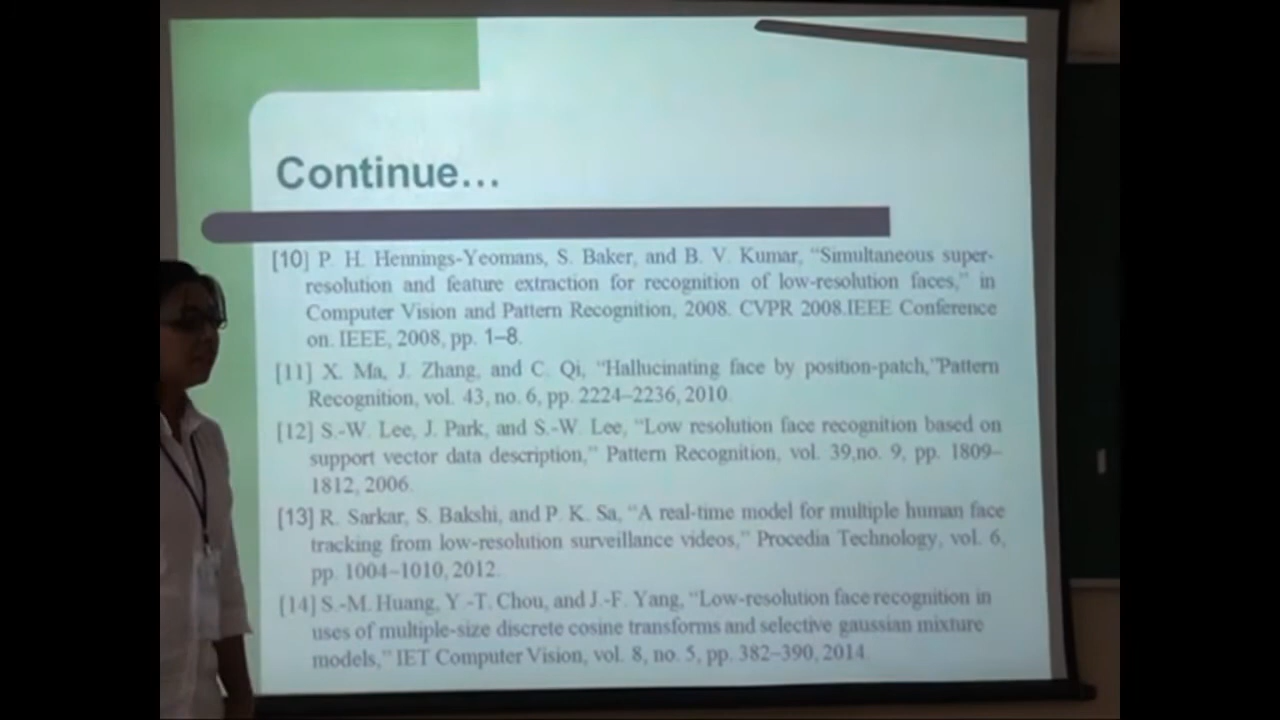 Continue...
[10] P. H. Hennings-Yeomans, S. Baker, and B. V. Kumar, “Simultaneous super-
resolution and feature extraction for recognition of low-resolution faces,” in
Computer Vision and Pattern Recognition, 2008. CVPR 2008.IEEE Conference
on. IEEE, 2008, pp. 1–8.
[11] X. Ma, J. Zhang, and C. Qi, “Hallucinating face by position-patch,”Pattern
Recognition, vol. 43, no. 6, pp. 2224–2236, 2010.
[12] S.-W. Lee, J. Park, and S.-W. Lee, “Low resolution face recognition based on
support vector data description,” Pattern Recognition, vol. 39,no. 9, pp. 1809–
1812, 2006.
[13] R. Sarkar, S. Bakshi, and P. K. Sa, “A real-time model for multiple human face
tracking from low-resolution surveillance videos,” Procedia Technology, vol. 6,
pp. 1004–1010, 2012.
[14] S.-M. Huang, Y.-T. Chou, and J.-F. Yang, “Low-resolution face recognition in
uses of multiple-size discrete cosine transforms and selective gaussian mixture
models,” IET Computer Vision, vol. 8, no. 5, pp. 382–390, 2014.